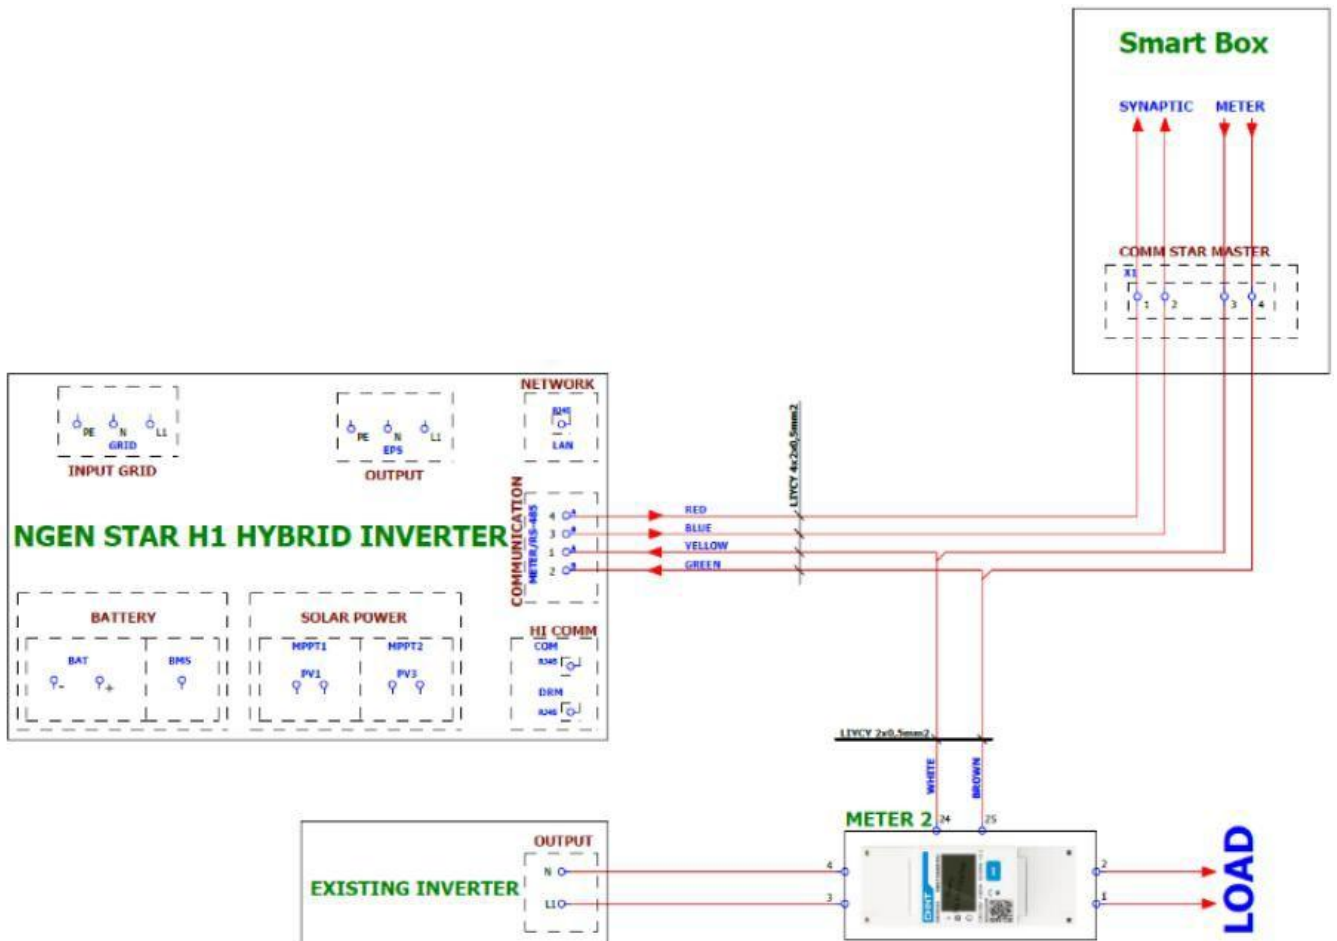 Smart Box
SYNAPTIC METER
COMM STAR MASTER
X1
1 2 3 4
NETWORK
RJ45
LAN
PE N L1
GRID
INPUT GRID
PE N L1
EPS
OUTPUT
NGEN STAR H1 HYBRID INVERTER
COMMUNICATION
METER/RS-485
4 A
3 B
1 A
2 B
RED
BLUE
YELLOW
GREEN
LIYCY 4x2x0,5mm2
BATTERY
BAT
- +
BMS
SOLAR POWER
MPPT1 MPPT2
PV1 PV3
HI COMM
COM
RJ45
DRM
RJ45
LIYCY 2x0,5mm2
WHITE
BROWN
METER 2
24 25
4
3
2
1
CHNT
OUTPUT
N
L1
EXISTING INVERTER
LOAD